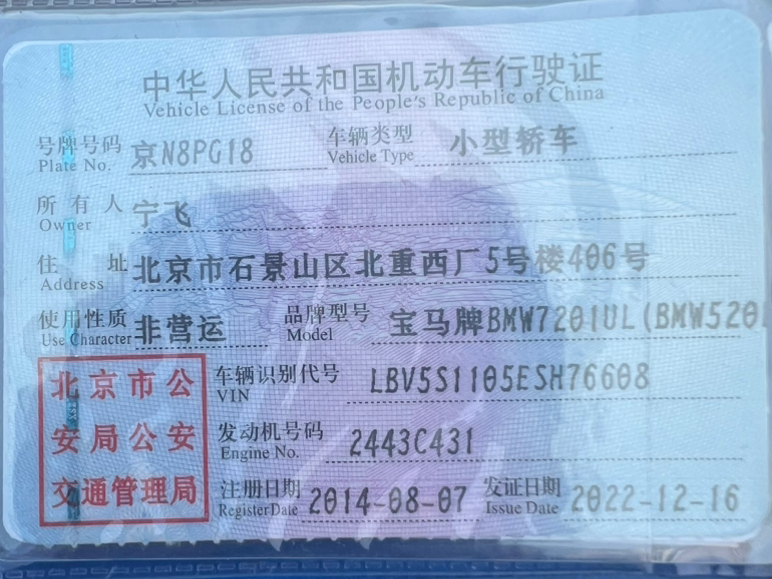 中华人民共和国机动车行驶证
Vehicle License of the People's Republic of China
号牌号码 京N8PG18 车辆类型 小型轿车
Plate No. Vehicle Type
所有人 宁飞
Owner
住址 北京市石景山区北重西厂5号楼406号
Address
使用性质 非营运 品牌型号 宝马牌BMW7201UL(BMW520
Use Character Model
北京市公
安局公安
交通管理局
车辆识别代号 LBV5S1105ESH76608
VIN
发动机号码 2443C431
Engine No.
注册日期 2014-08-07 发证日期 2022-12-16
Register Date Issue Date